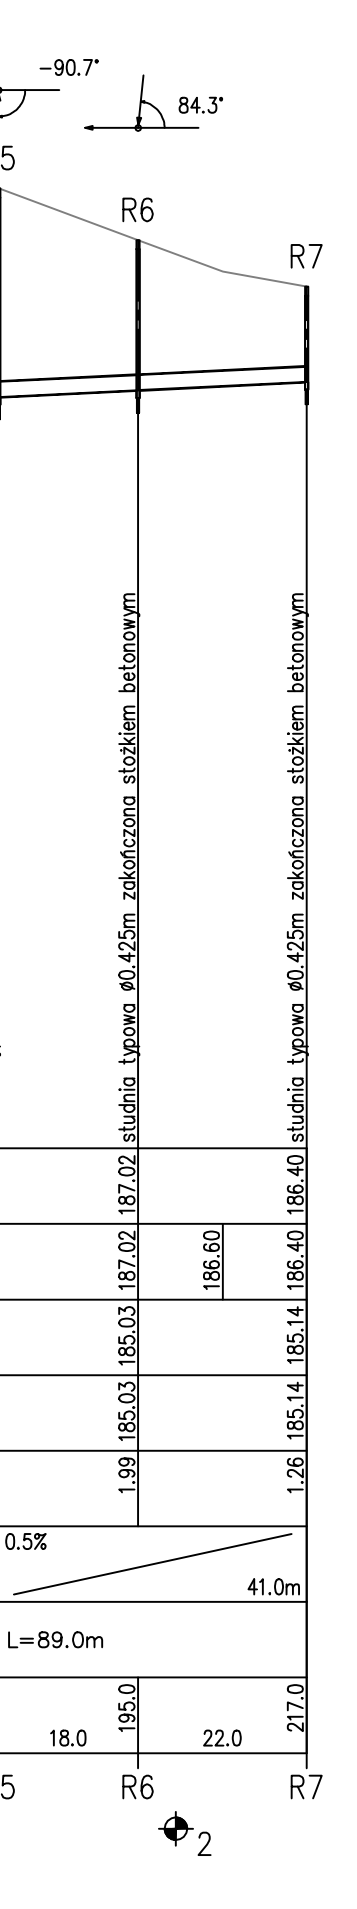 -90.7°
84.3°
5
R6
R7
studnia typowa ø0.425m zakończona stożkiem betonowym
studnia typowa ø0.425m zakończona stożkiem betonowym
187.02
186.40
187.02
186.60
186.40
185.03
185.14
185.03
185.14
1.99
1.26
0.5%
41.0m
L=89.0m
195.0
217.0
18.0
22.0
5
R6
R7
2